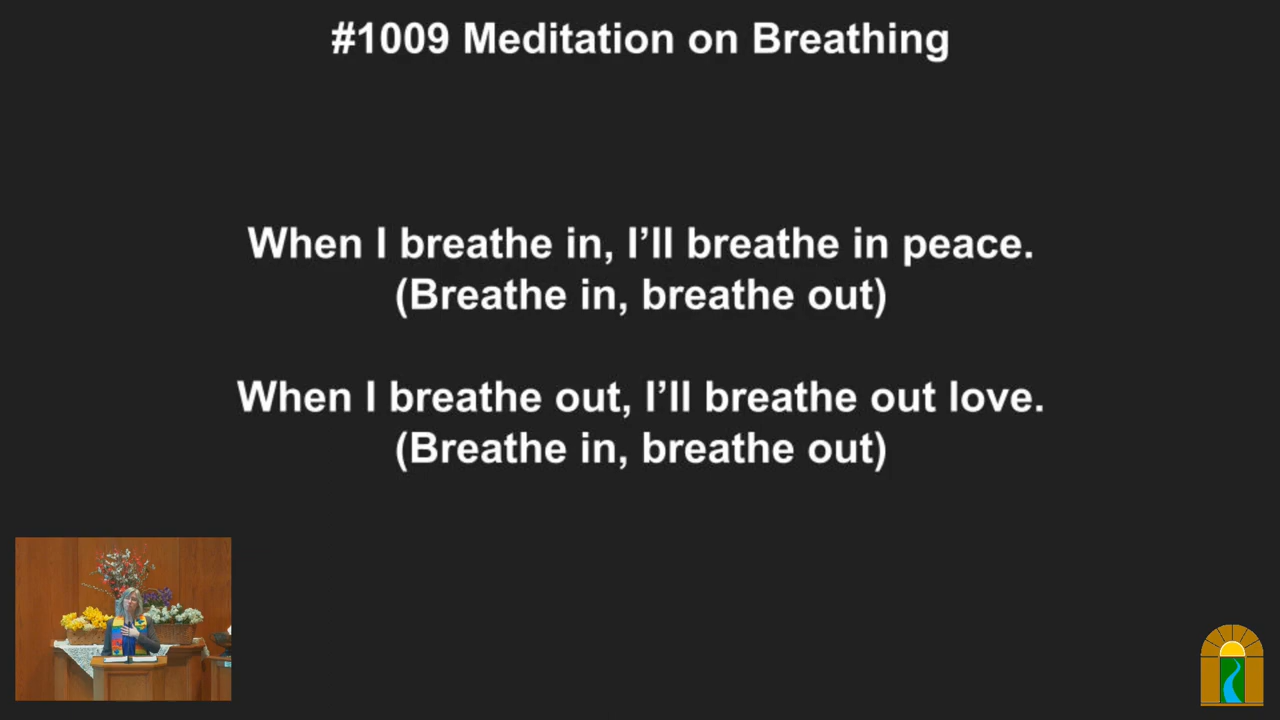 #1009 Meditation on Breathing
When I breathe in, I’ll breathe in peace.
(Breathe in, breathe out)
When I breathe out, I’ll breathe out love.
(Breathe in, breathe out)